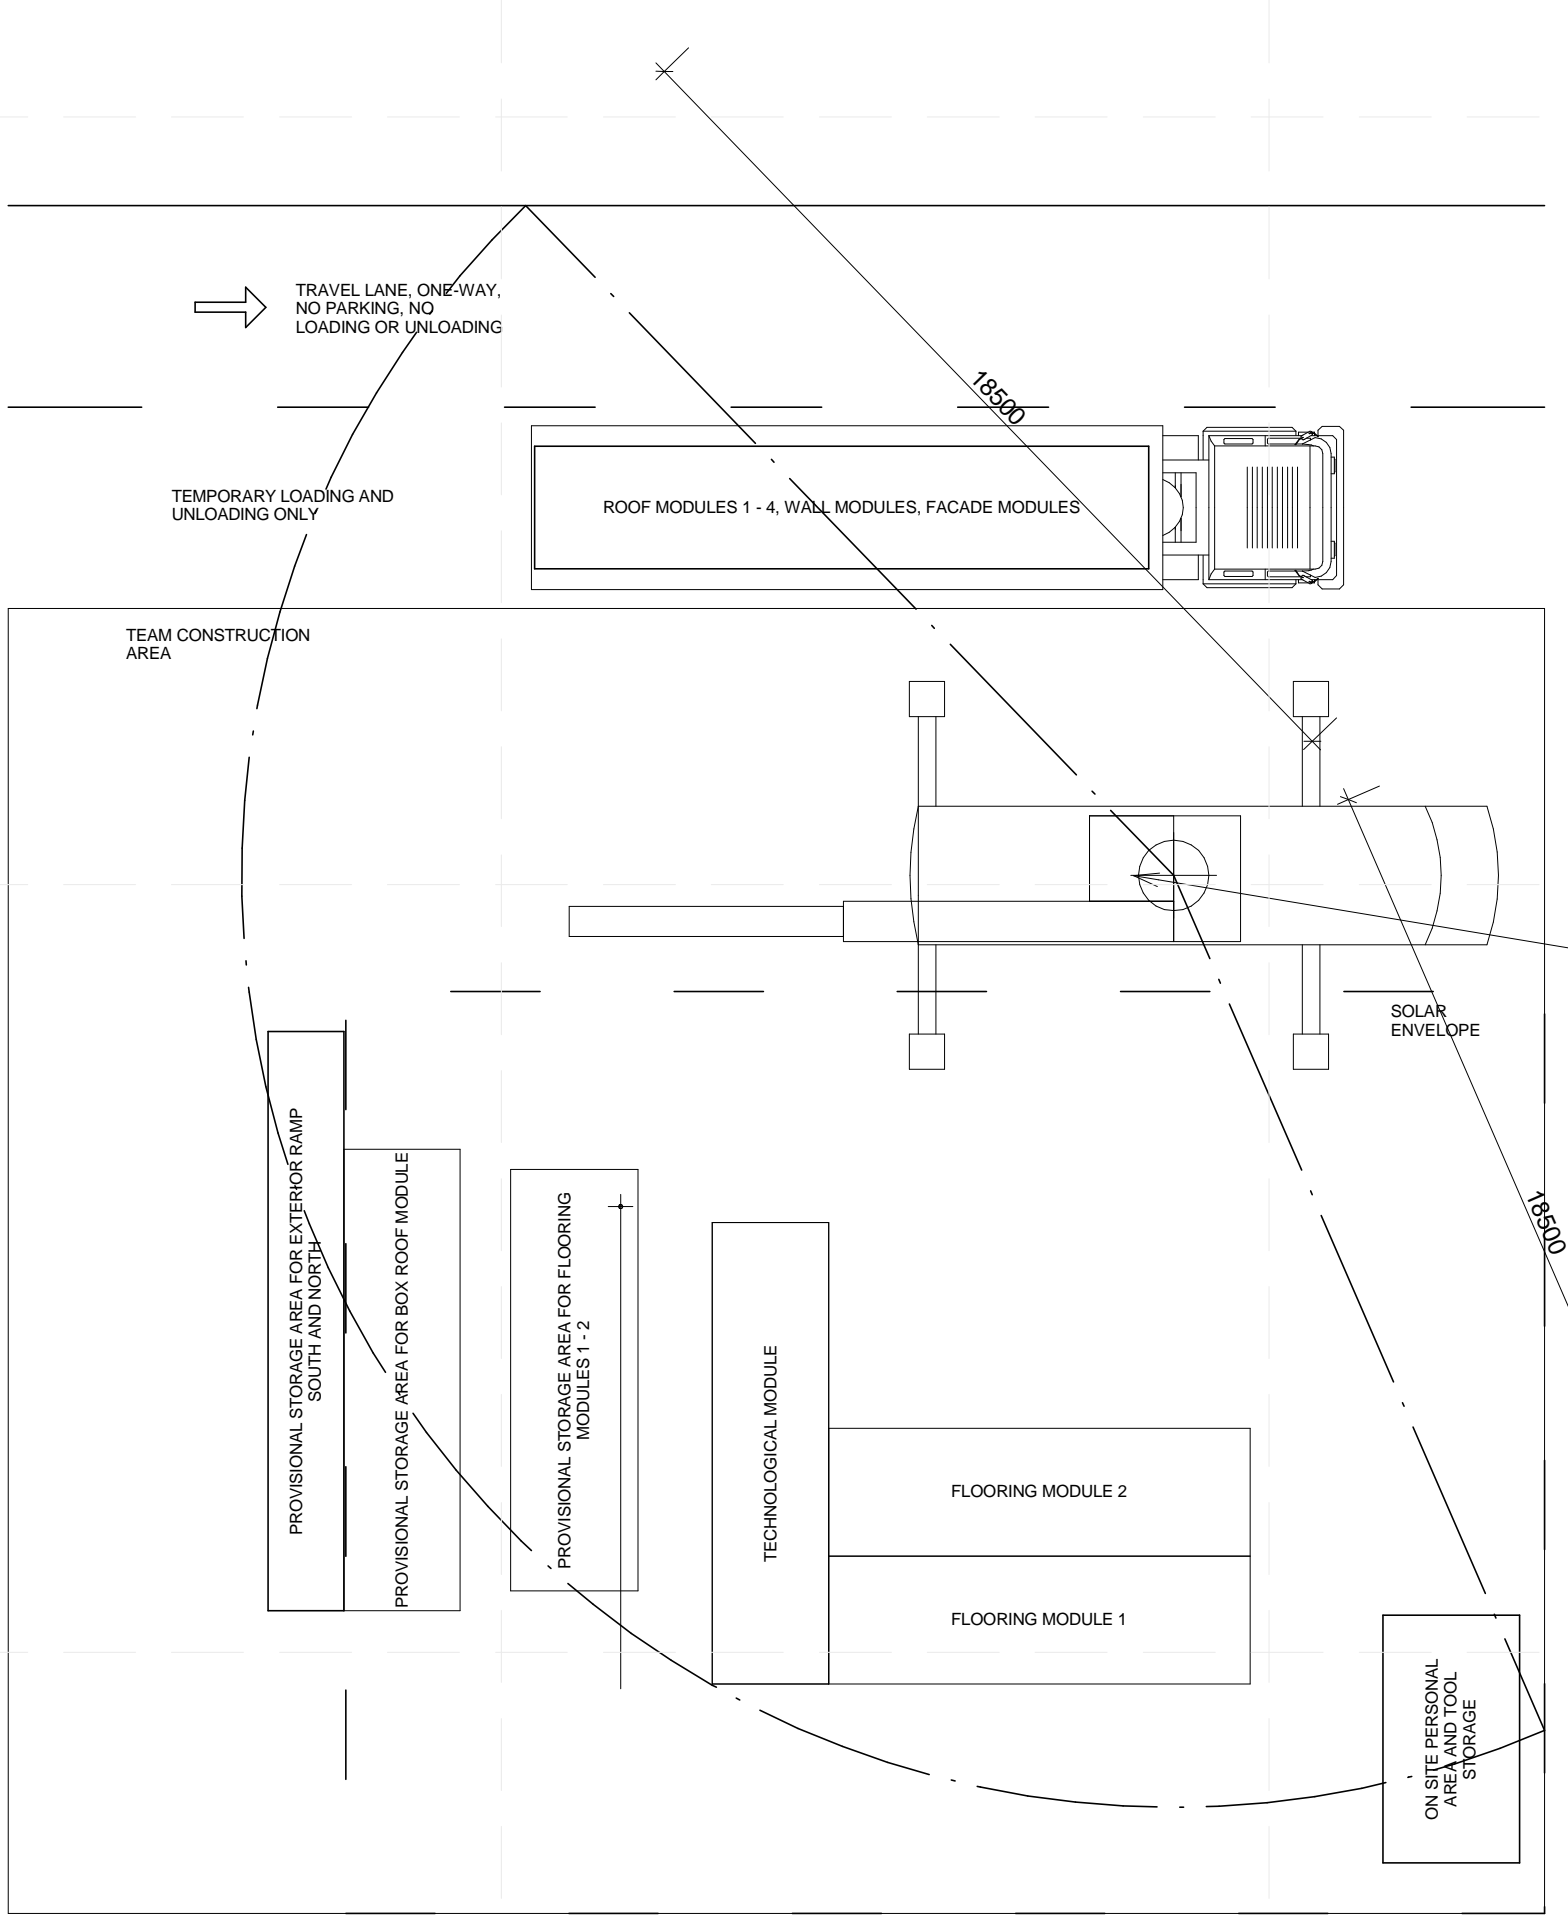 TRAVEL LANE, ONE-WAY,
NO PARKING, NO
LOADING OR UNLOADING
18500
TEMPORARY LOADING AND
UNLOADING ONLY
ROOF MODULES 1 - 4, WALL MODULES, FACADE MODULES
TEAM CONSTRUCTION
AREA
SOLAR
ENVELOPE
PROVISIONAL STORAGE AREA FOR EXTERIOR RAMP
SOUTH AND NORTH
PROVISIONAL STORAGE AREA FOR BOX ROOF MODULE
PROVISIONAL STORAGE AREA FOR FLOORING
MODULES 1 - 2
TECHNOLOGICAL MODULE
18500
FLOORING MODULE 2
FLOORING MODULE 1
ON SITE PERSONAL
AREA AND TOOL
STORAGE